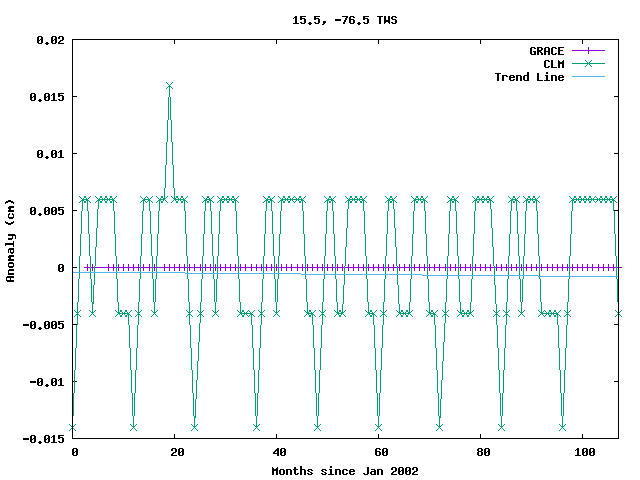 15.5, -76.5 TWS
GRACE
CLM
Trend Line
0.02
0.015
0.01
0.005
0
-0.005
-0.01
-0.015
Anomaly (cm)
0 20 40 60 80 100
Months since Jan 2002